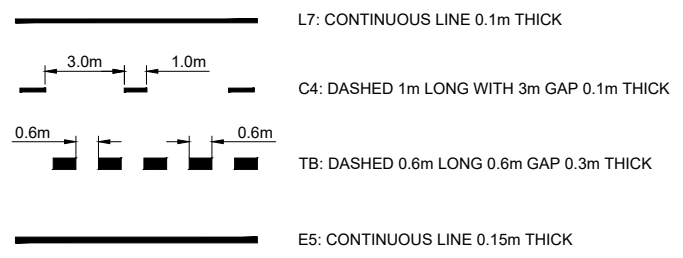 L7: CONTINUOUS LINE 0.1m THICK
3.0m 1.0m
C4: DASHED 1m LONG WITH 3m GAP 0.1m THICK
0.6m 0.6m
TB: DASHED 0.6m LONG 0.6m GAP 0.3m THICK
E5: CONTINUOUS LINE 0.15m THICK